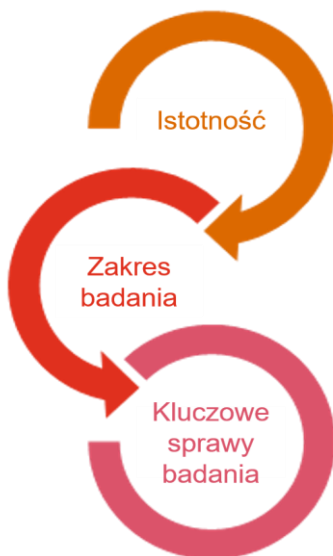 Istotność
Zakres
badania
Kluczowe
sprawy
badania